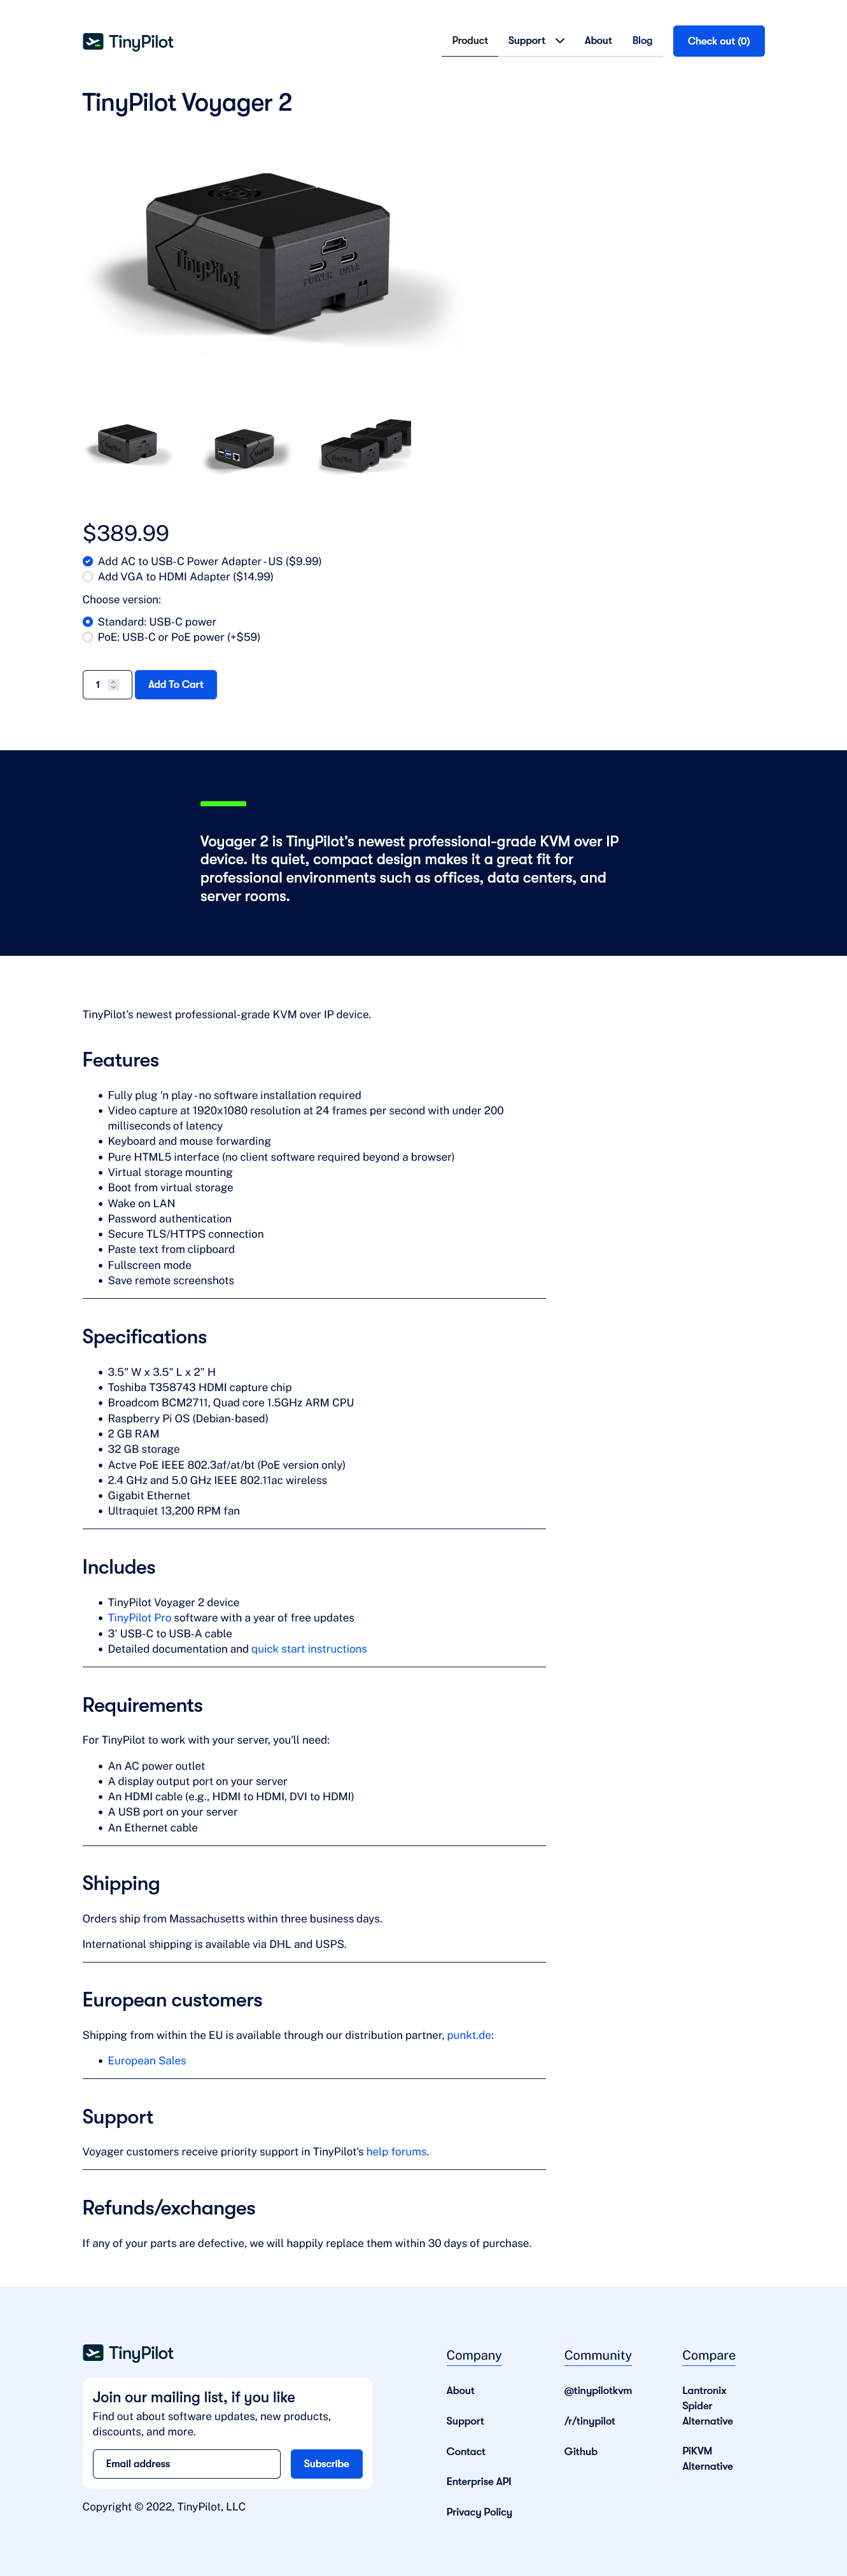 TinyPilot
Product
Support
About
Blog
Check out (0)
TinyPilot Voyager 2
TinyPilot
POWER DATA
$389.99
Add AC to USB-C Power Adapter - US ($9.99)
Add VGA to HDMI Adapter ($14.99)
Choose version:
Standard: USB-C power
PoE: USB-C or PoE power (+$59)
1
Add To Cart
Voyager 2 is TinyPilot’s newest professional-grade KVM over IP
device. Its quiet, compact design makes it a great fit for
professional environments such as offices, data centers, and
server rooms.
TinyPilot's newest professional-grade KVM over IP device.
Features
• Fully plug 'n play - no software installation required
• Video capture at 1920x1080 resolution at 24 frames per second with under 200
milliseconds of latency
• Keyboard and mouse forwarding
• Pure HTML5 interface (no client software required beyond a browser)
• Virtual storage mounting
• Boot from virtual storage
• Wake on LAN
• Password authentication
• Secure TLS/HTTPS connection
• Paste text from clipboard
• Fullscreen mode
• Save remote screenshots
Specifications
• 3.5" W x 3.5" L x 2" H
• Toshiba T358743 HDMI capture chip
• Broadcom BCM2711, Quad core 1.5GHz ARM CPU
• Raspberry Pi OS (Debian-based)
• 2 GB RAM
• 32 GB storage
• Actve PoE IEEE 802.3af/at/bt (PoE version only)
• 2.4 GHz and 5.0 GHz IEEE 802.11ac wireless
• Gigabit Ethernet
• Ultraquiet 13,200 RPM fan
Includes
• TinyPilot Voyager 2 device
• TinyPilot Pro software with a year of free updates
• 3' USB-C to USB-A cable
• Detailed documentation and quick start instructions
Requirements
For TinyPilot to work with your server, you'll need:
• An AC power outlet
• A display output port on your server
• An HDMI cable (e.g., HDMI to HDMI, DVI to HDMI)
• A USB port on your server
• An Ethernet cable
Shipping
Orders ship from Massachusetts within three business days.
International shipping is available via DHL and USPS.
European customers
Shipping from within the EU is available through our distribution partner, punkt.de:
• European Sales
Support
Voyager customers receive priority support in TinyPilot's help forums.
Refunds/exchanges
If any of your parts are defective, we will happily replace them within 30 days of purchase.
TinyPilot
Join our mailing list, if you like
Find out about software updates, new products,
discounts, and more.
Email address
Subscribe
Copyright © 2022, TinyPilot, LLC
Company
About
Support
Contact
Enterprise API
Privacy Policy
Community
@tinypilotkvm
/r/tinypilot
Github
Compare
Lantronix
Spider
Alternative
PiKVM
Alternative